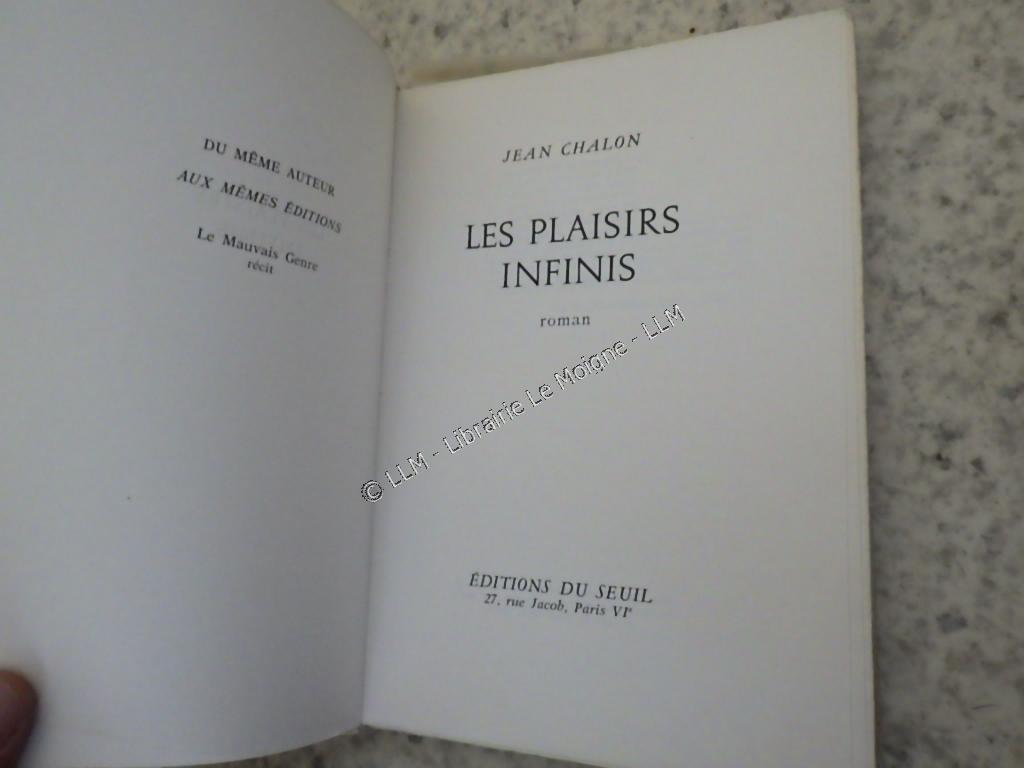 DU MÊME AUTEUR
AUX MÊMES ÉDITIONS
Le Mauvais Genre
récit
JEAN CHALON
LES PLAISIRS
INFINIS
roman
© LLM - Librairie Le Moigne - LLM
ÉDITIONS DU SEUIL
27, rue Jacob, Paris VIe